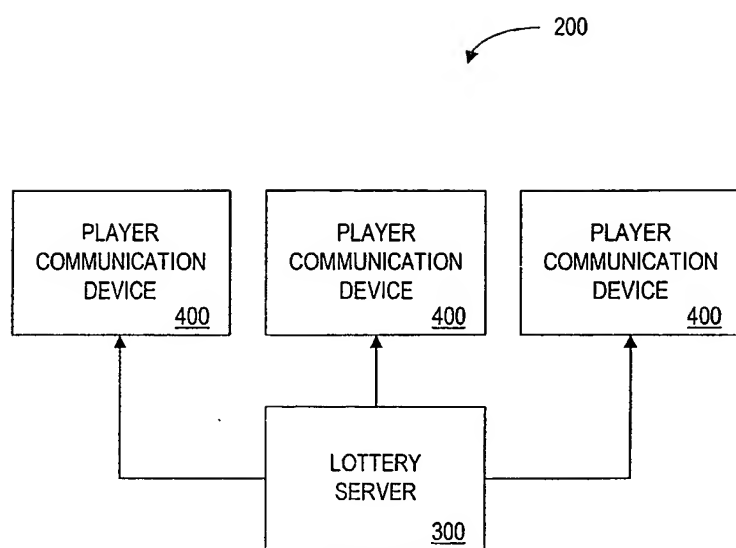 200
PLAYER
COMMUNICATION
DEVICE
400
PLAYER
COMMUNICATION
DEVICE
400
PLAYER
COMMUNICATION
DEVICE
400
LOTTERY
SERVER
300